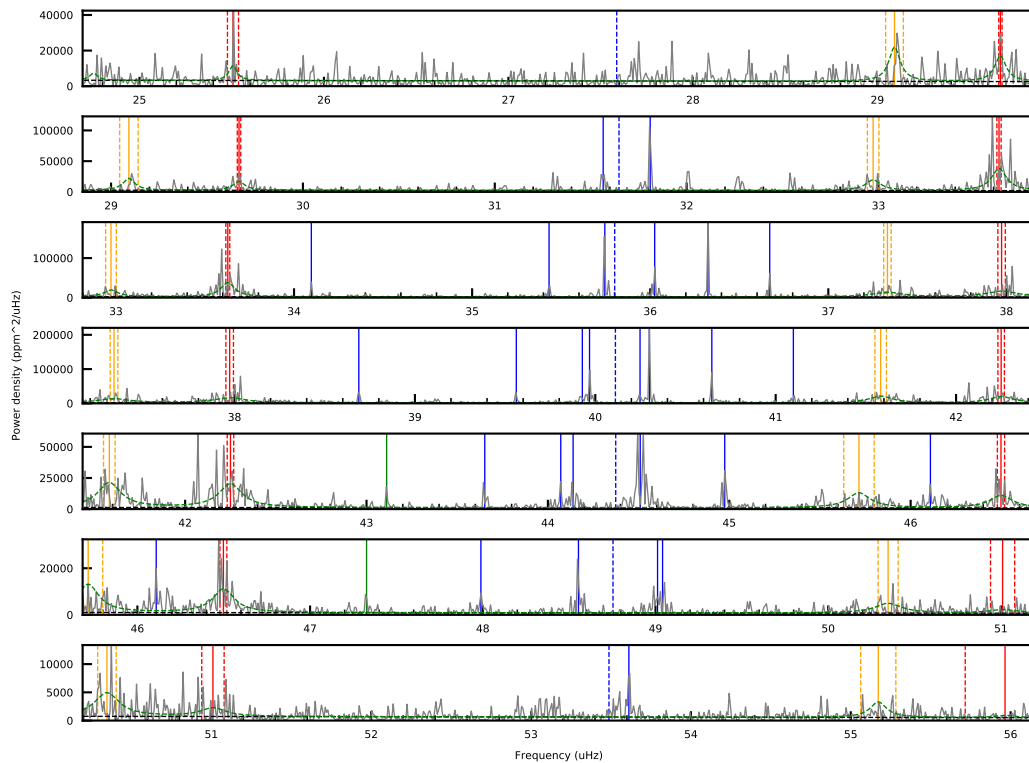 40000
20000
0
25 26 27 28 29
100000
50000
0
29 30 31 32 33
100000
0
33 34 35 36 37 38
200000
100000
0
38 39 40 41 42
50000
25000
0
42 43 44 45 46
20000
0
46 47 48 49 50 51
10000
5000
0
51 52 53 54 55 56
Power density (ppm^2/uHz)
Frequency (uHz)